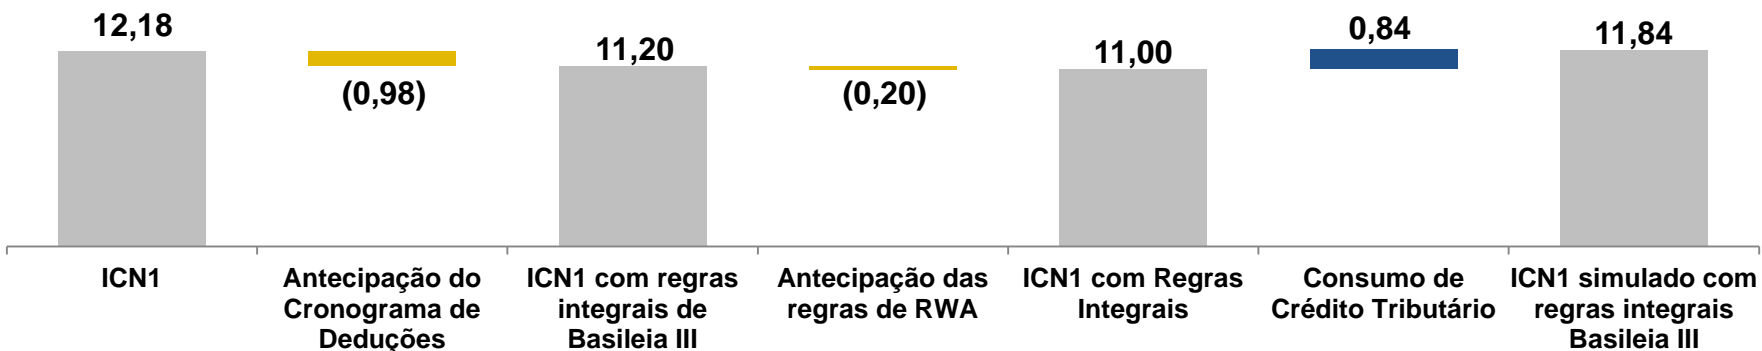 12,18
(0,98)
11,20
(0,20)
11,00
0,84
11,84
ICN1
Antecipação do
Cronograma de
Deduções
ICN1 com regras
integrais de
Basileia III
Antecipação das
regras de RWA
ICN1 com Regras
Integrais
Consumo de
Crédito Tributário
ICN1 simulado com
regras integrais
Basileia III